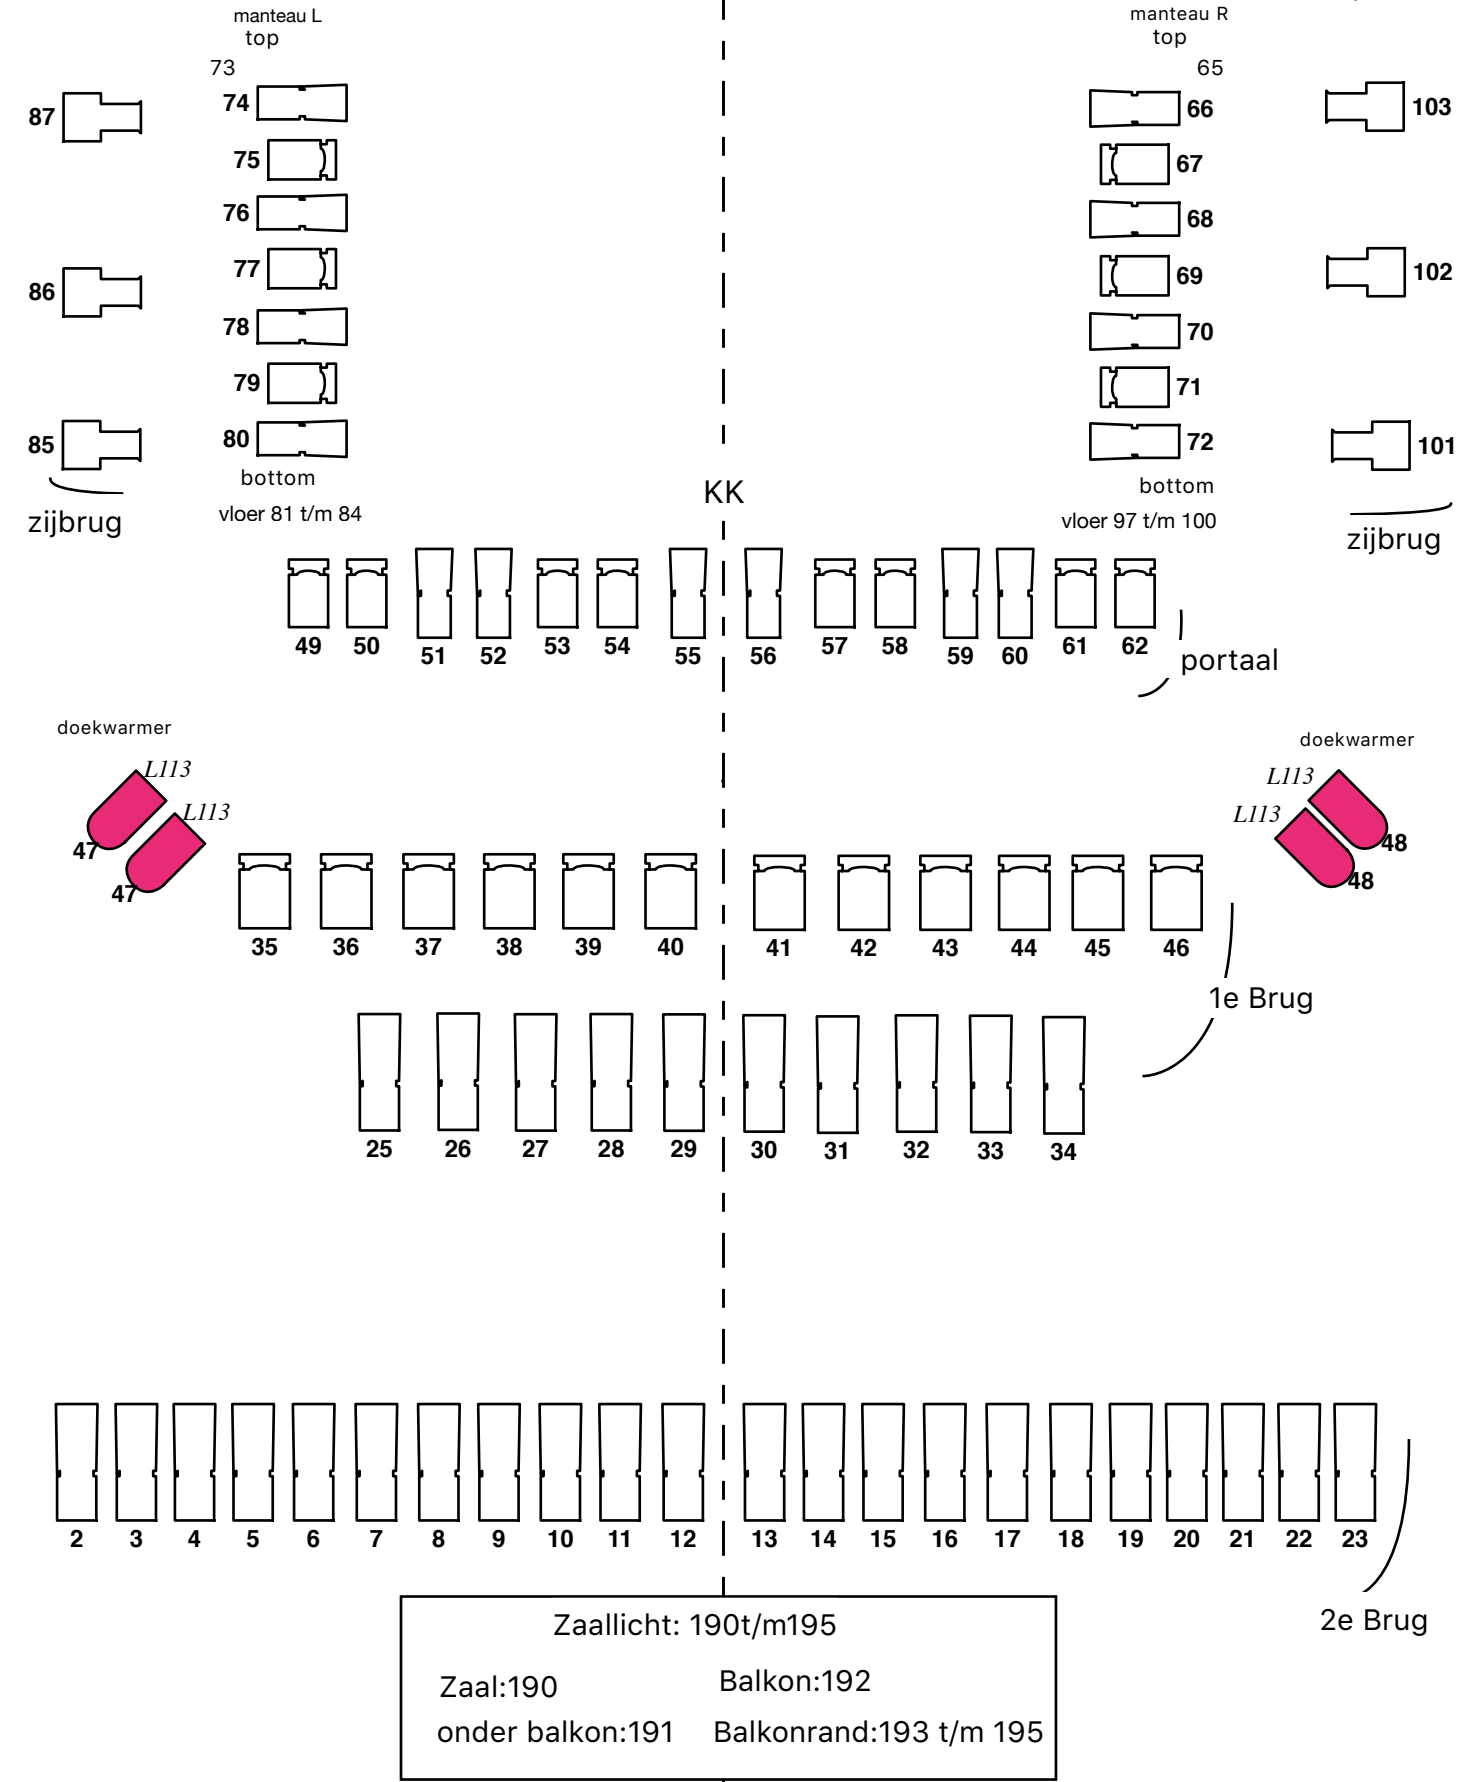 manteau L
top
73
74
75
76
77
78
79
80
bottom
vloer 81 t/m 84
87
86
85
zijbrug
manteau R
top
65
66
67
68
69
70
71
72
bottom
vloer 97 t/m 100
103
102
101
zijbrug
KK
49 50 51 52 53 54 55 56 57 58 59 60 61 62
portaal
doekwarmer
L113
L113
47
47
doekwarmer
L113
L113
48
48
35 36 37 38 39 40 41 42 43 44 45 46
1e Brug
25 26 27 28 29 30 31 32 33 34
2 3 4 5 6 7 8 9 10 11 12 13 14 15 16 17 18 19 20 21 22 23
2e Brug
Zaallicht: 190t/m195
Zaal:190 Balkon:192
onder balkon:191 Balkonrand:193 t/m 195